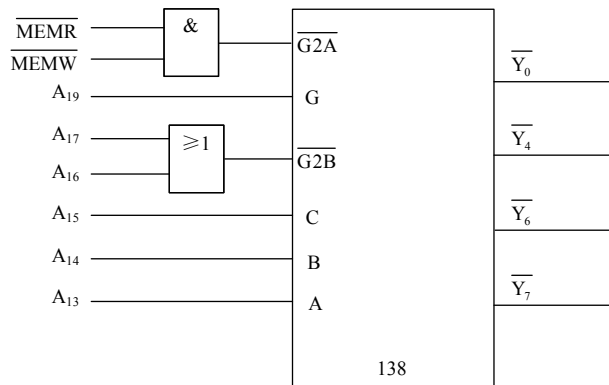 MEMR
MEMW
A19
A17
A16
A15
A14
A13
&
≥1
G2A
G
G2B
C
B
A
138
Y0
Y4
Y6
Y7